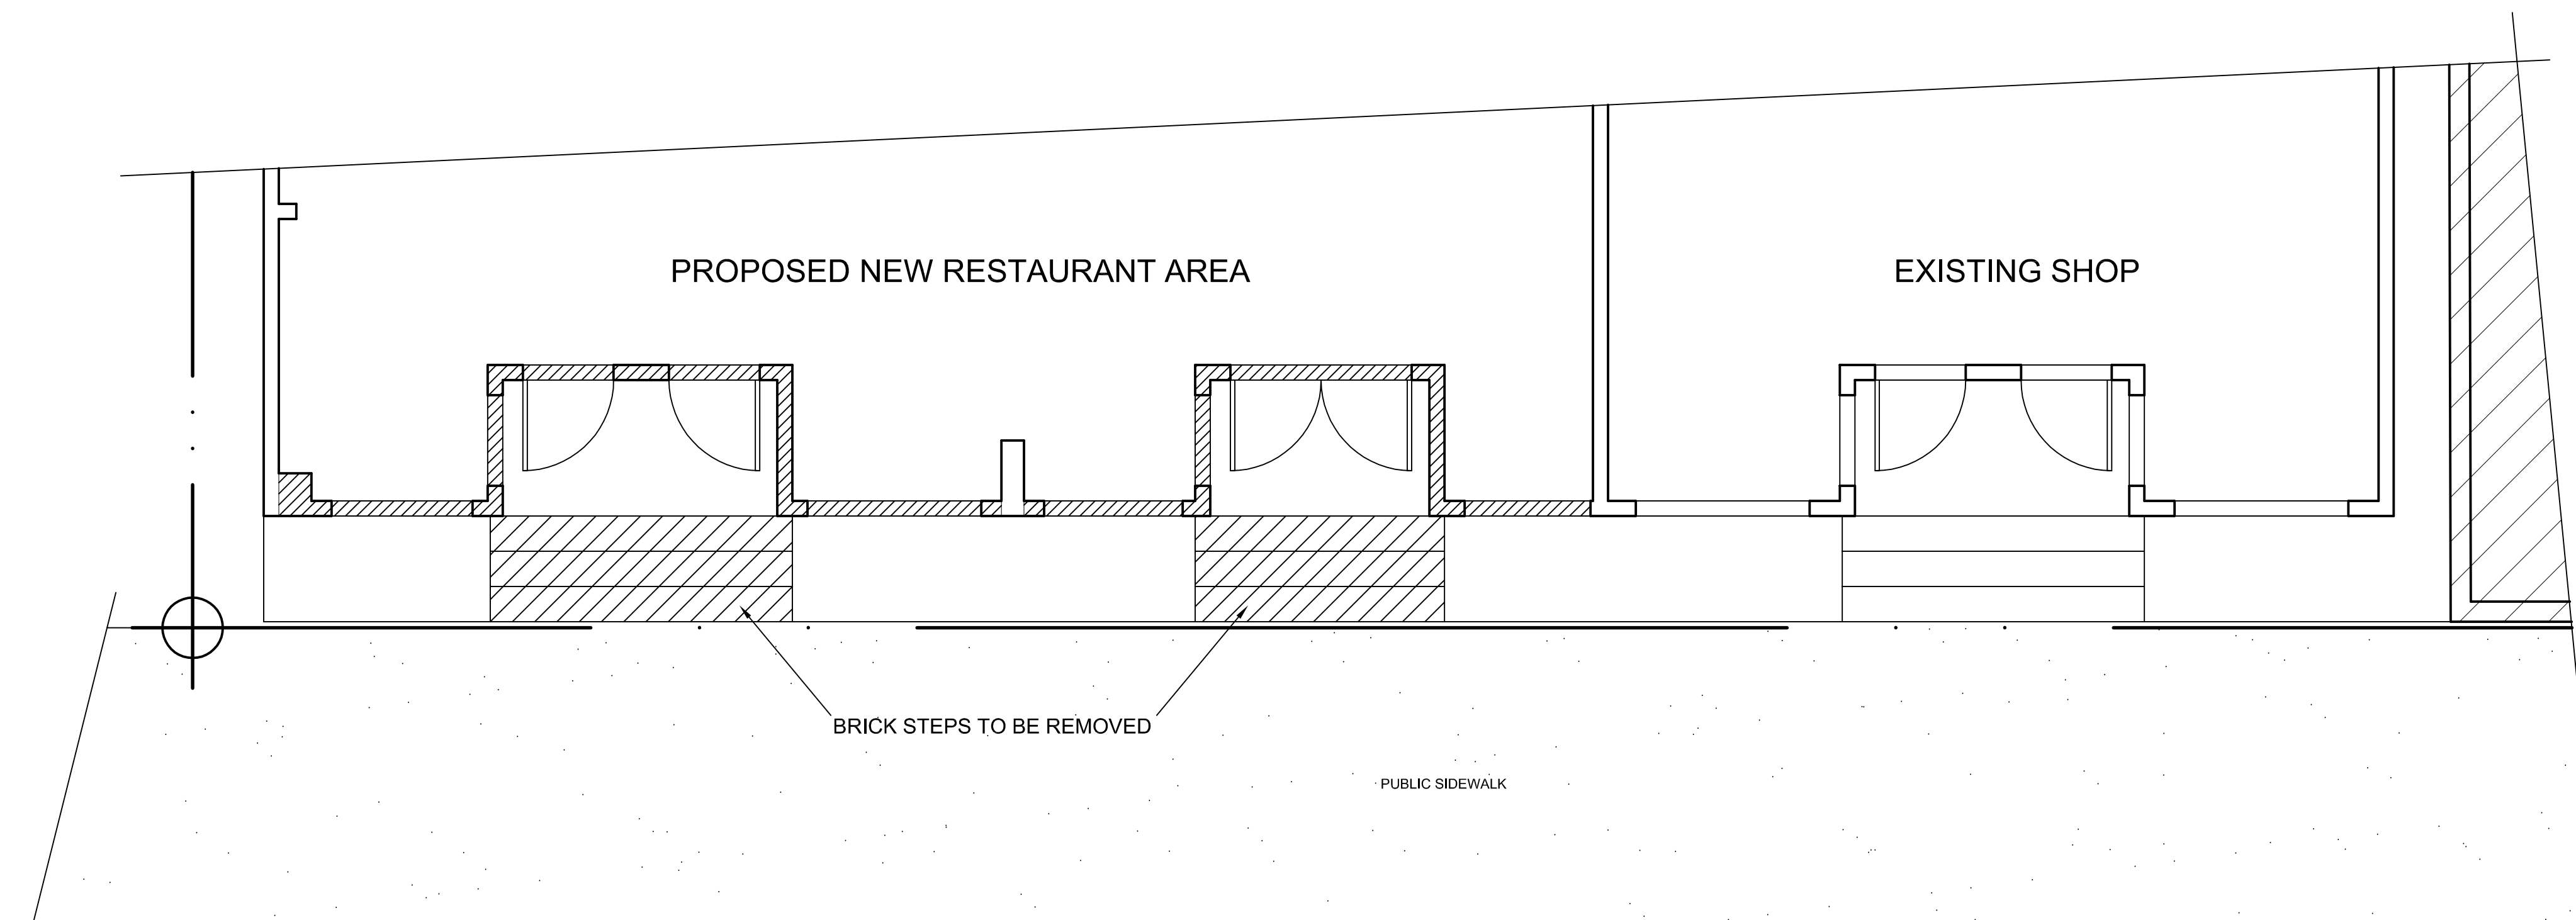 PROPOSED NEW RESTAURANT AREA
EXISTING SHOP
BRICK STEPS TO BE REMOVED
PUBLIC SIDEWALK